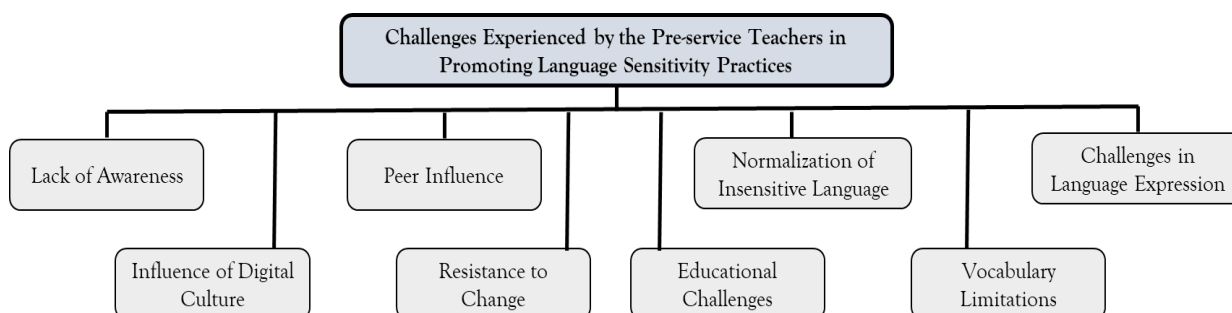 Challenges Experienced by the Pre-service Teachers in
Promoting Language Sensitivity Practices
Lack of Awareness
Peer Influence
Normalization of
Insensitive Language
Challenges in
Language Expression
Influence of Digital
Culture
Resistance to
Change
Educational
Challenges
Vocabulary
Limitations